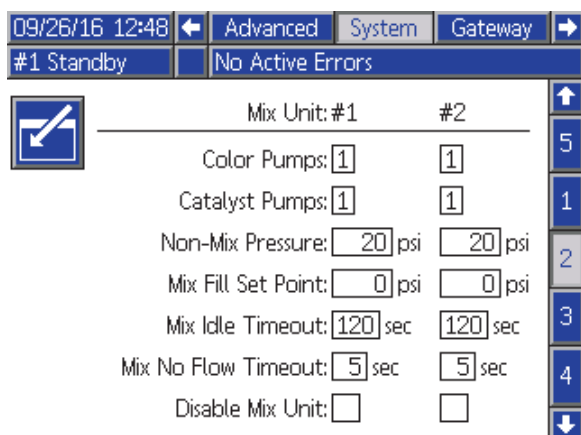 09/26/16 12:48 Advanced System Gateway
#1 Standby No Active Errors
Mix Unit: #1 #2
Color Pumps: 1 1
Catalyst Pumps: 1 1
Non-Mix Pressure: 20 psi 20 psi
Mix Fill Set Point: 0 psi 0 psi
Mix Idle Timeout: 120 sec 120 sec
Mix No Flow Timeout: 5 sec 5 sec
Disable Mix Unit:
5
1
2
3
4